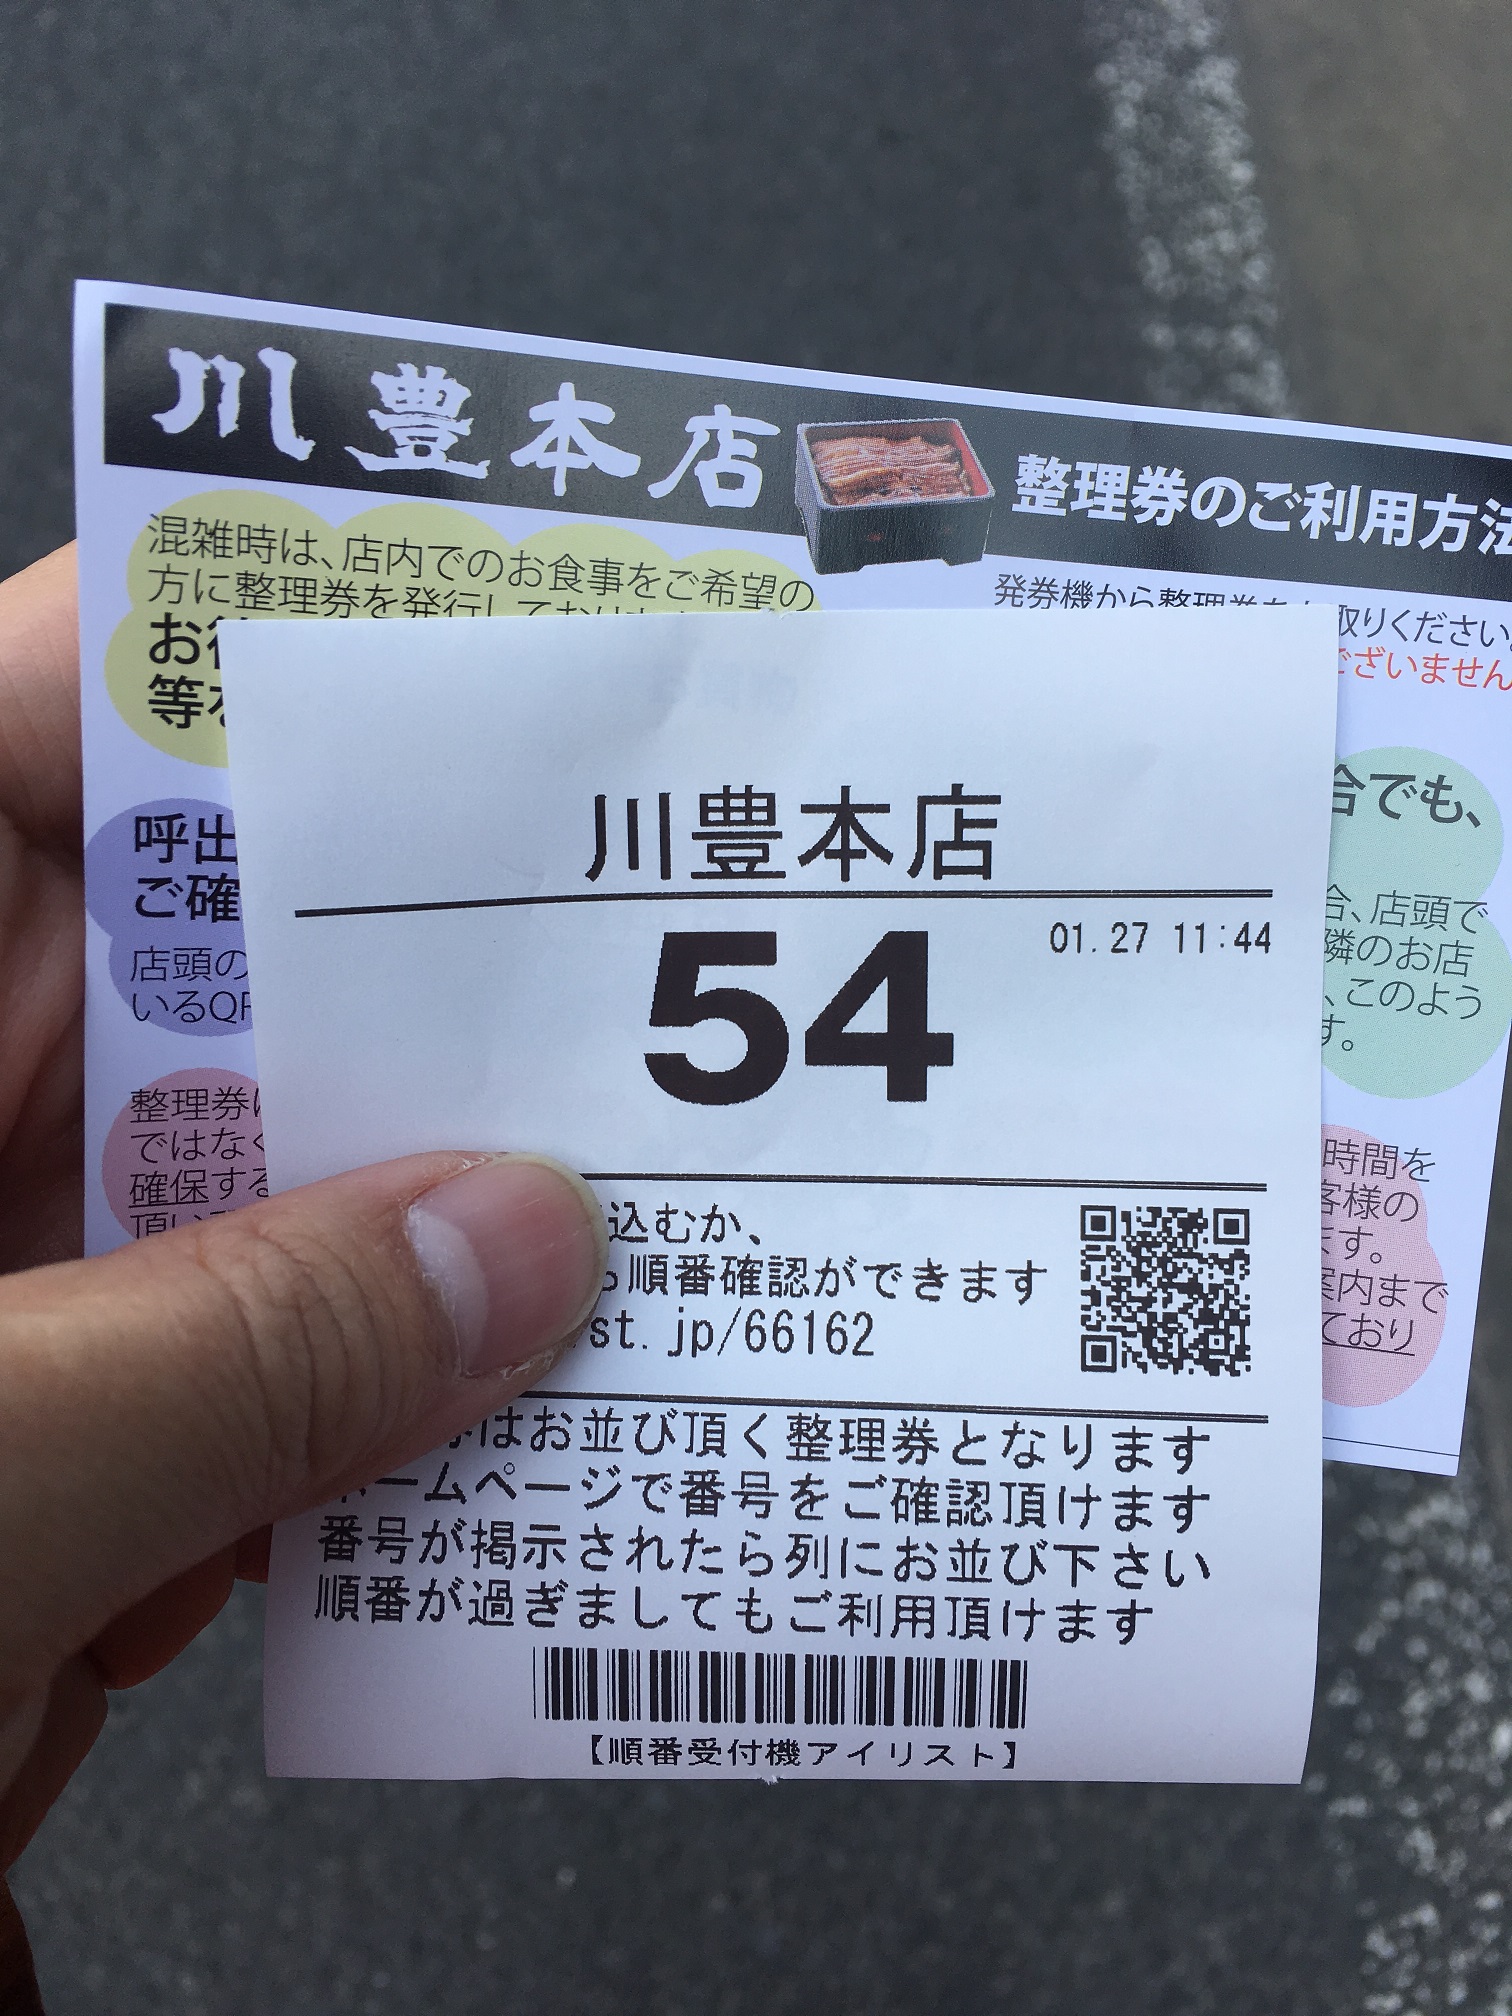 川豊本店
整理券のご利用方法
混雑時は、店内でのお食事をご希望の
方に整理券を発行して
お
等を
発券機から整理券を
取りください。
ございません
呼出
ご確
店頭の
いるQR
合でも、
合、店頭で
隣のお店
、このよう
す。
整理券は
ではなく
確保する
頂い
時間を
客様の
ます。
案内まで
ており
川豊本店
01.27 11:44
54
込むか、
順番確認ができます
st.jp/66162
はお並び頂く整理券となります
ホームページで番号をご確認頂けます
番号が掲示されたら列にお並び下さい
順番が過ぎましてもご利用頂けます
【順番受付機アイリスト】